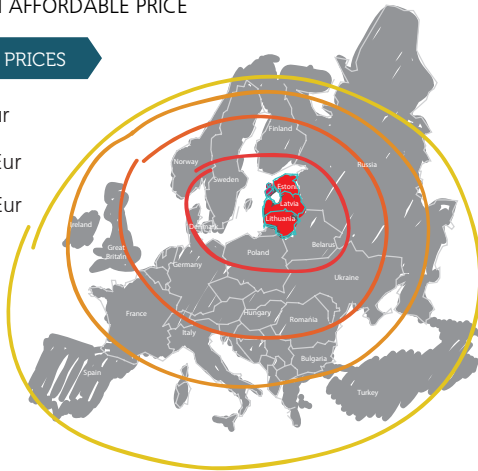 AFFORDABLE PRICE
PRICES
Eur
Eur
Finland
Norway
Russia
Sweden
Estonia
Latvia
Lithuania
Ireland
Denmark
Great
Britain
Belarus
Poland
Germany
Ukraine
France
Hungary
Romania
Italy
Bulgaria
Spain
Turkey